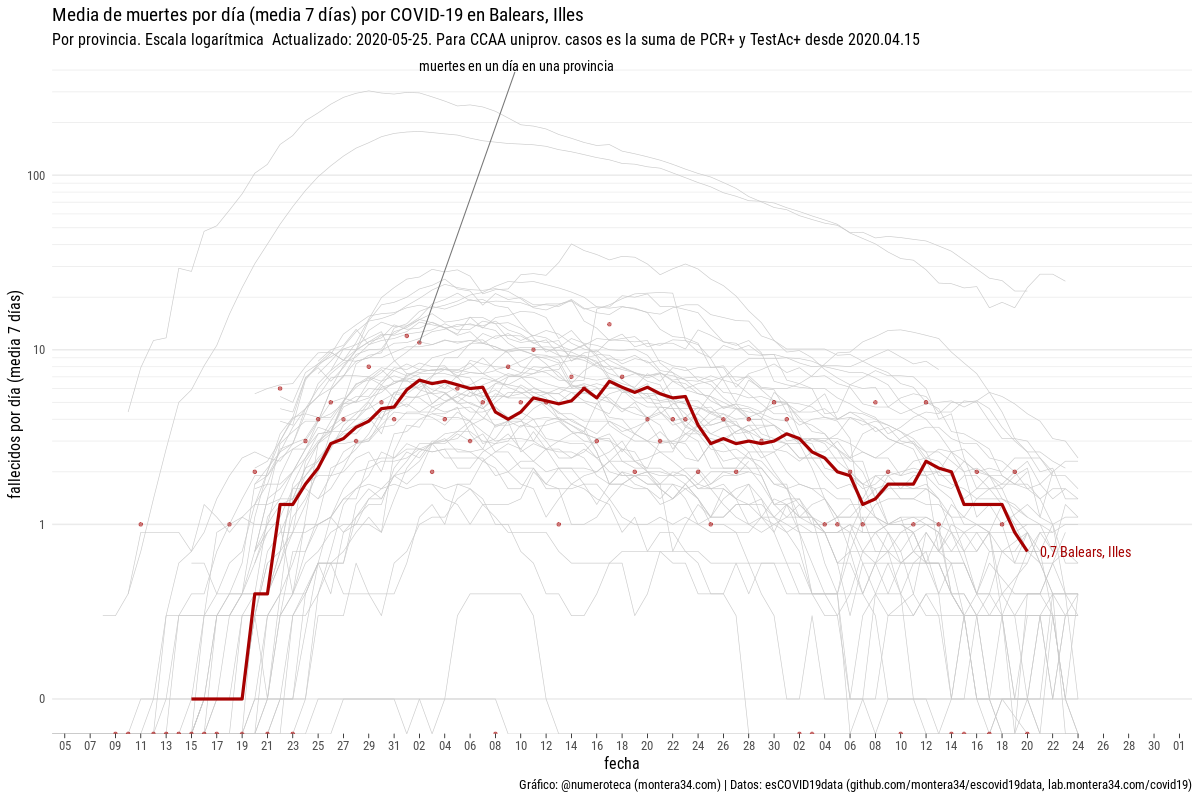 Media de muertes por día (media 7 días) por COVID-19 en Balears, Illes
Por provincia. Escala logarítmica  Actualizado: 2020-05-25. Para CCAA uniprov. casos es la suma de PCR+ y TestAc+ desde 2020.04.15
muertes en un día en una provincia
fallecidos por día (media 7 días)
100
10
1
0
0,7 Balears, Illes
05 07 09 11 13 15 17 19 21 23 25 27 29 31 02 04 06 08 10 12 14 16 18 20 22 24 26 28 30 02 04 06 08 10 12 14 16 18 20 22 24 26 28 30 01
fecha
Gráfico: @numeroteca (montera34.com) | Datos: esCOVID19data (github.com/montera34/escovid19data, lab.montera34.com/covid19)